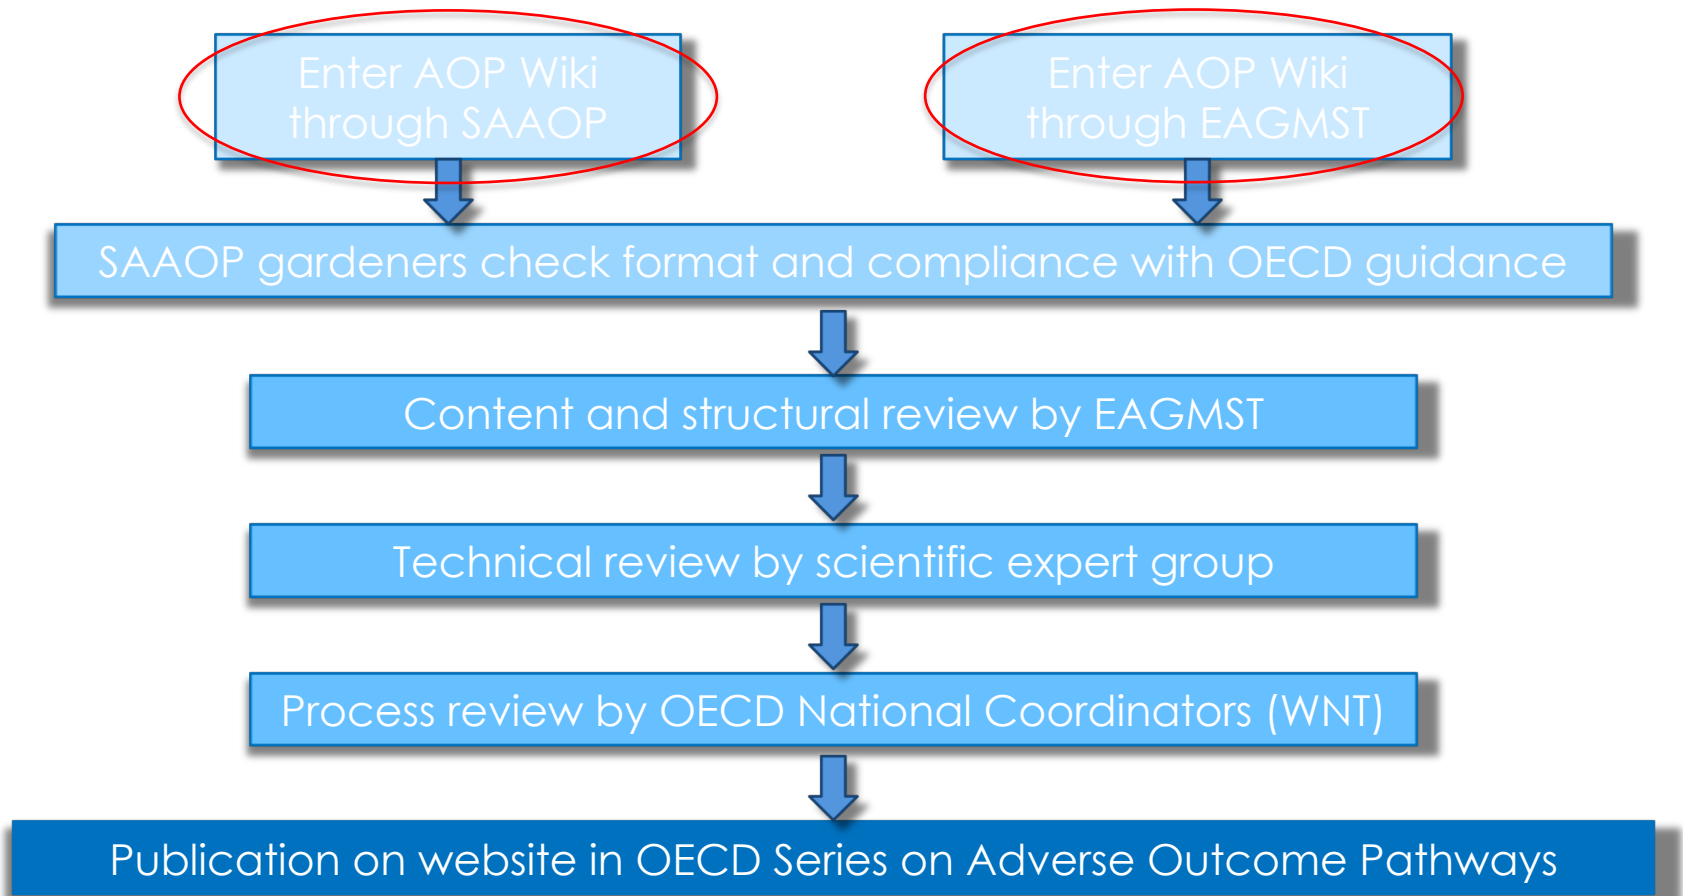 Enter AOP Wiki
through SAAOP
Enter AOP Wiki
through EAGMST
SAAOP gardeners check format and compliance with OECD guidance
Content and structural review by EAGMST
Technical review by scientific expert group
Process review by OECD National Coordinators (WNT)
Publication on website in OECD Series on Adverse Outcome Pathways